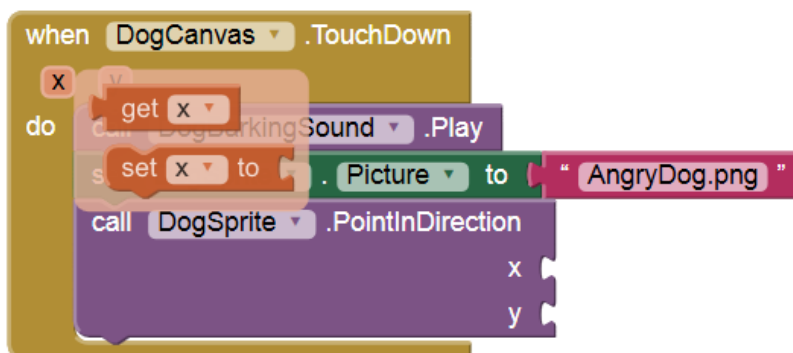 when DogCanvas .TouchDown
x y
get x
do call DogBarkingSound .Play
set x to
s . Picture to " AngryDog.png "
call DogSprite .PointInDirection
x
y